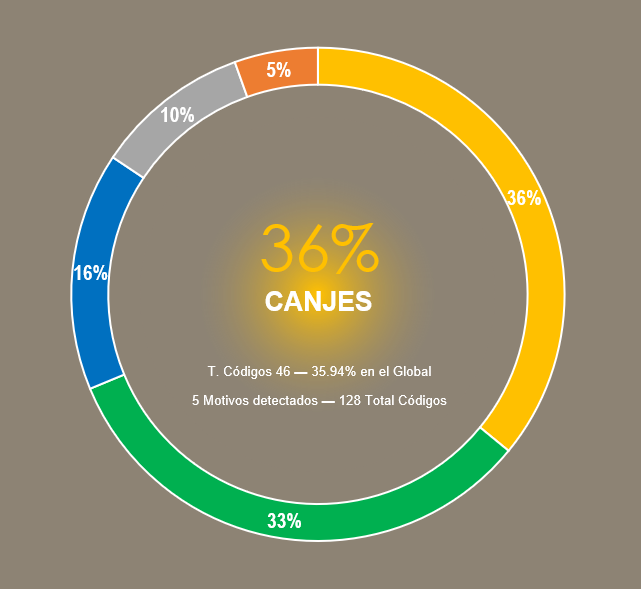 5%
10%
36%
36%
CANJES
16%
T. Códigos 46 — 35.94% en el Global
5 Motivos detectados — 128 Total Códigos
33%